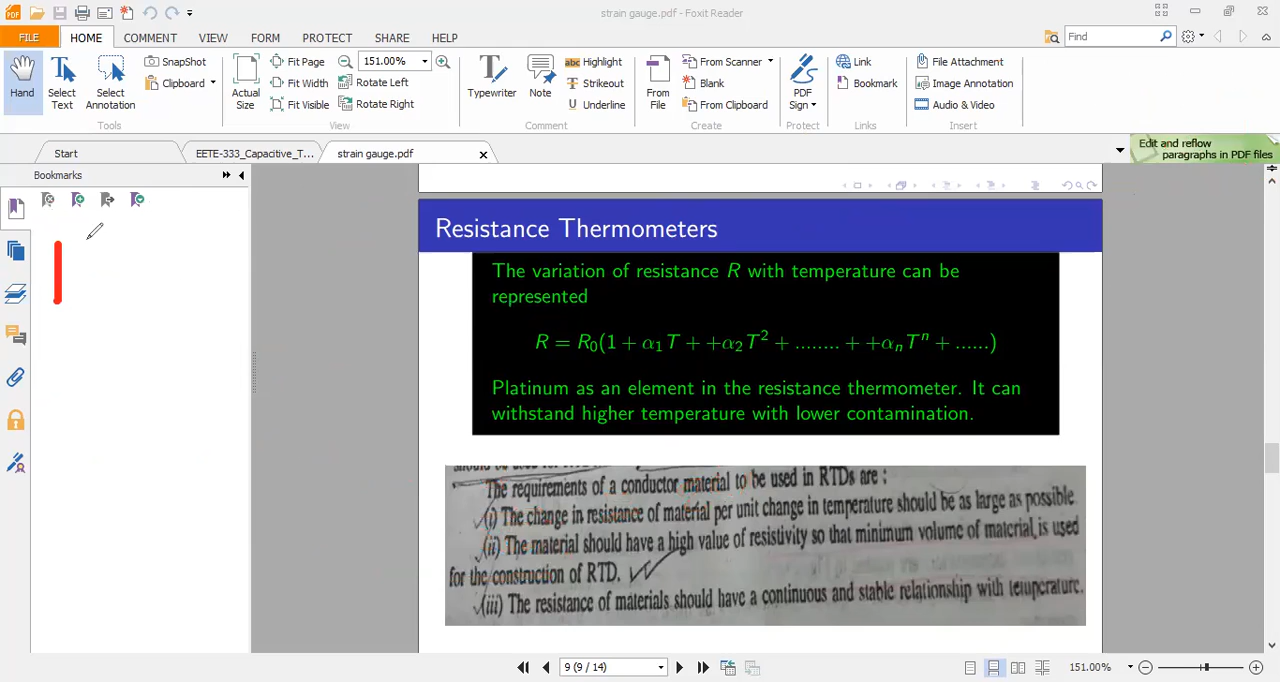 strain gauge.pdf - Foxit Reader
FILE HOME COMMENT VIEW FORM PROTECT SHARE HELP Find
Hand Select Text Select Annotation SnapShot Clipboard Actual Size Fit Page Fit Width Fit Visible 151.00% Rotate Left Rotate Right Typewriter Note Highlight Strikeout Underline From File From Scanner Blank From Clipboard PDF Sign Link Bookmark File Attachment Image Annotation Audio & Video
Tools View Comment Create Protect Links Insert
Start EETE-333_Capacitive_T... strain gauge.pdf Edit and reflow
paragraphs in PDF files
Bookmarks
Resistance Thermometers
The variation of resistance R with temperature can be
represented
R = R₀(1 + α₁T + +α₂T² + ........ + +αₙTⁿ + ......)
Platinum as an element in the resistance thermometer. It can
withstand higher temperature with lower contamination.
The requirements of a conductor material to be used in RTDs are :
(i) The change in resistance of material per unit change in temperature should be as large as possible
(ii) The material should have a high value of resistivity so that minimum volume of material is used
for the construction of RTD.
(iii) The resistance of materials should have a continuous and stable relationship with temperature.
9 (9 / 14) 151.00%